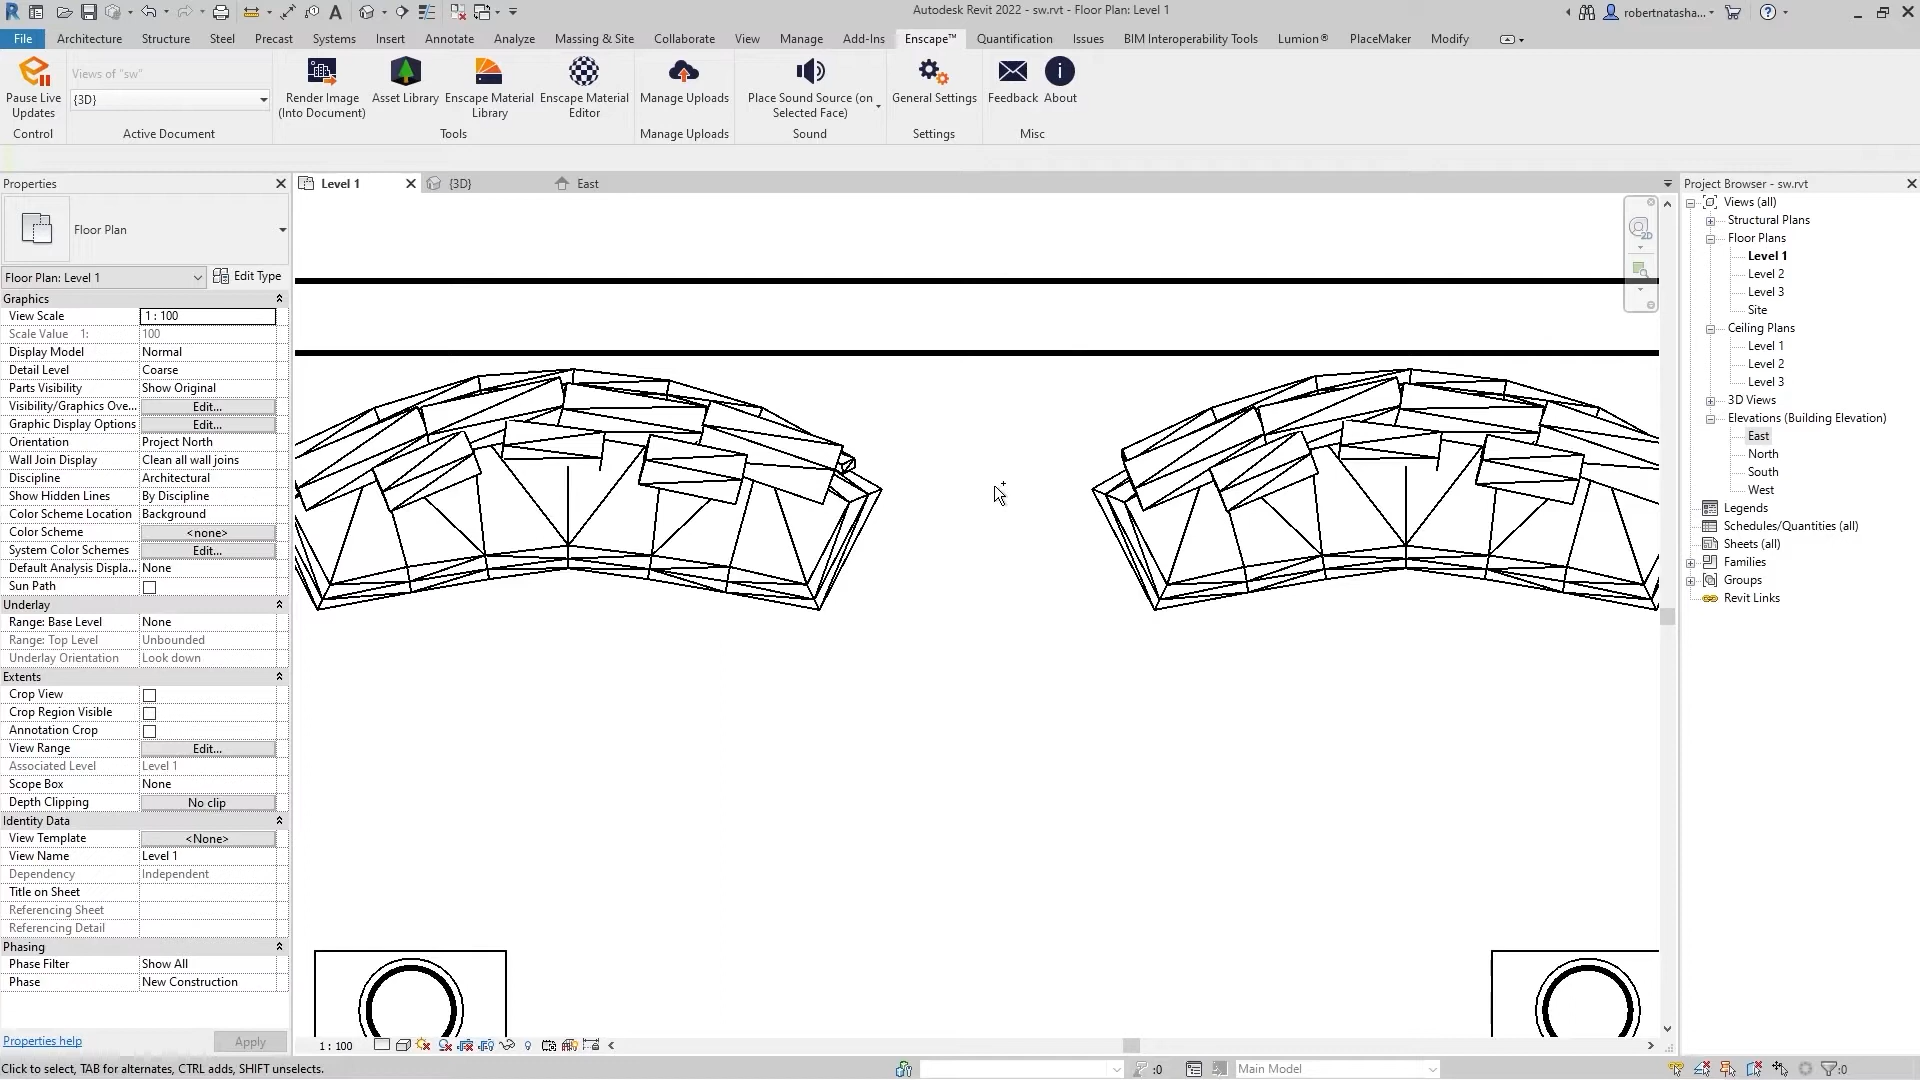 Autodesk Revit 2022 - sw.rvt - Floor Plan: Level 1
robertnatasha...
File Architecture Structure Steel Precast Systems Insert Annotate Analyze Massing & Site Collaborate View Manage Add-Ins Enscape™ Quantification Issues BIM Interoperability Tools Lumion® PlaceMaker Modify
Pause Live Updates
Control
Views of "sw"
{3D}
Active Document
Render Image (Into Document)
Asset Library
Enscape Material Library
Enscape Material Editor
Tools
Manage Uploads
Manage Uploads
Place Sound Source (on Selected Face)
Sound
General Settings
Settings
Feedback
About
Misc
Properties
Floor Plan
Floor Plan: Level 1 Edit Type
Graphics
View Scale 1 : 100
Scale Value 1: 100
Display Model Normal
Detail Level Coarse
Parts Visibility Show Original
Visibility/Graphics Ove... Edit...
Graphic Display Options Edit...
Orientation Project North
Wall Join Display Clean all wall joins
Discipline Architectural
Show Hidden Lines By Discipline
Color Scheme Location Background
Color Scheme <none>
System Color Schemes Edit...
Default Analysis Displa... None
Sun Path
Underlay
Range: Base Level None
Range: Top Level Unbounded
Underlay Orientation Look down
Extents
Crop View
Crop Region Visible
Annotation Crop
View Range Edit...
Associated Level Level 1
Scope Box None
Depth Clipping No clip
Identity Data
View Template <None>
View Name Level 1
Dependency Independent
Title on Sheet
Referencing Sheet
Referencing Detail
Phasing
Phase Filter Show All
Phase New Construction
Properties help Apply
Level 1 {3D} East
2D
1 : 100
Project Browser - sw.rvt
Views (all)
Structural Plans
Floor Plans
Level 1
Level 2
Level 3
Site
Ceiling Plans
Level 1
Level 2
Level 3
3D Views
Elevations (Building Elevation)
East
North
South
West
Legends
Schedules/Quantities (all)
Sheets (all)
Families
Groups
Revit Links
Click to select, TAB for alternates, CTRL adds, SHIFT unselects.
:0 Main Model :0